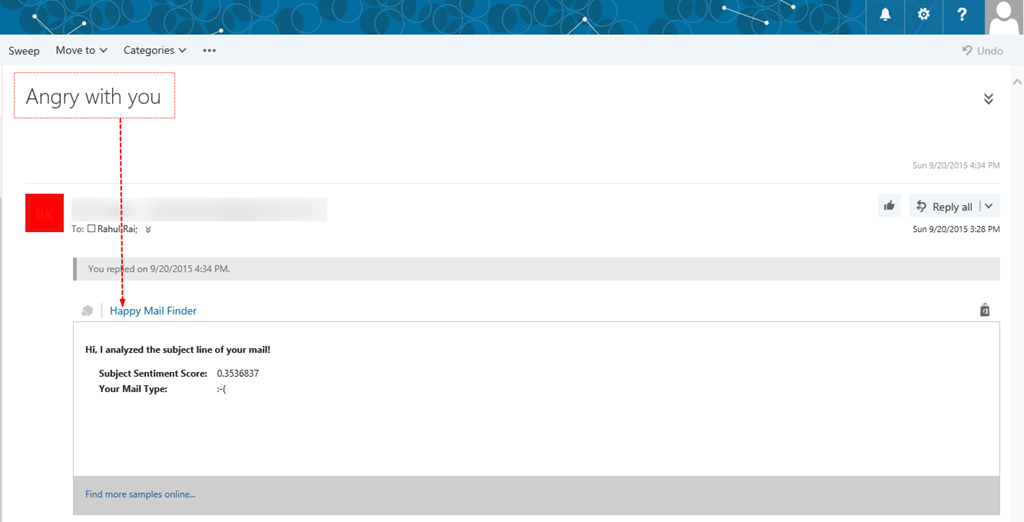 ?
Sweep Move to Categories ••• Undo
Angry with you
Sun 9/20/2015 4:34 PM
BK
Reply all
To: Rahul Rai; Sun 9/20/2015 3:28 PM
You replied on 9/20/2015 4:34 PM.
Happy Mail Finder
Hi, I analyzed the subject line of your mail!
Subject Sentiment Score: 0.3536837
Your Mail Type: :-(
Find more samples online...